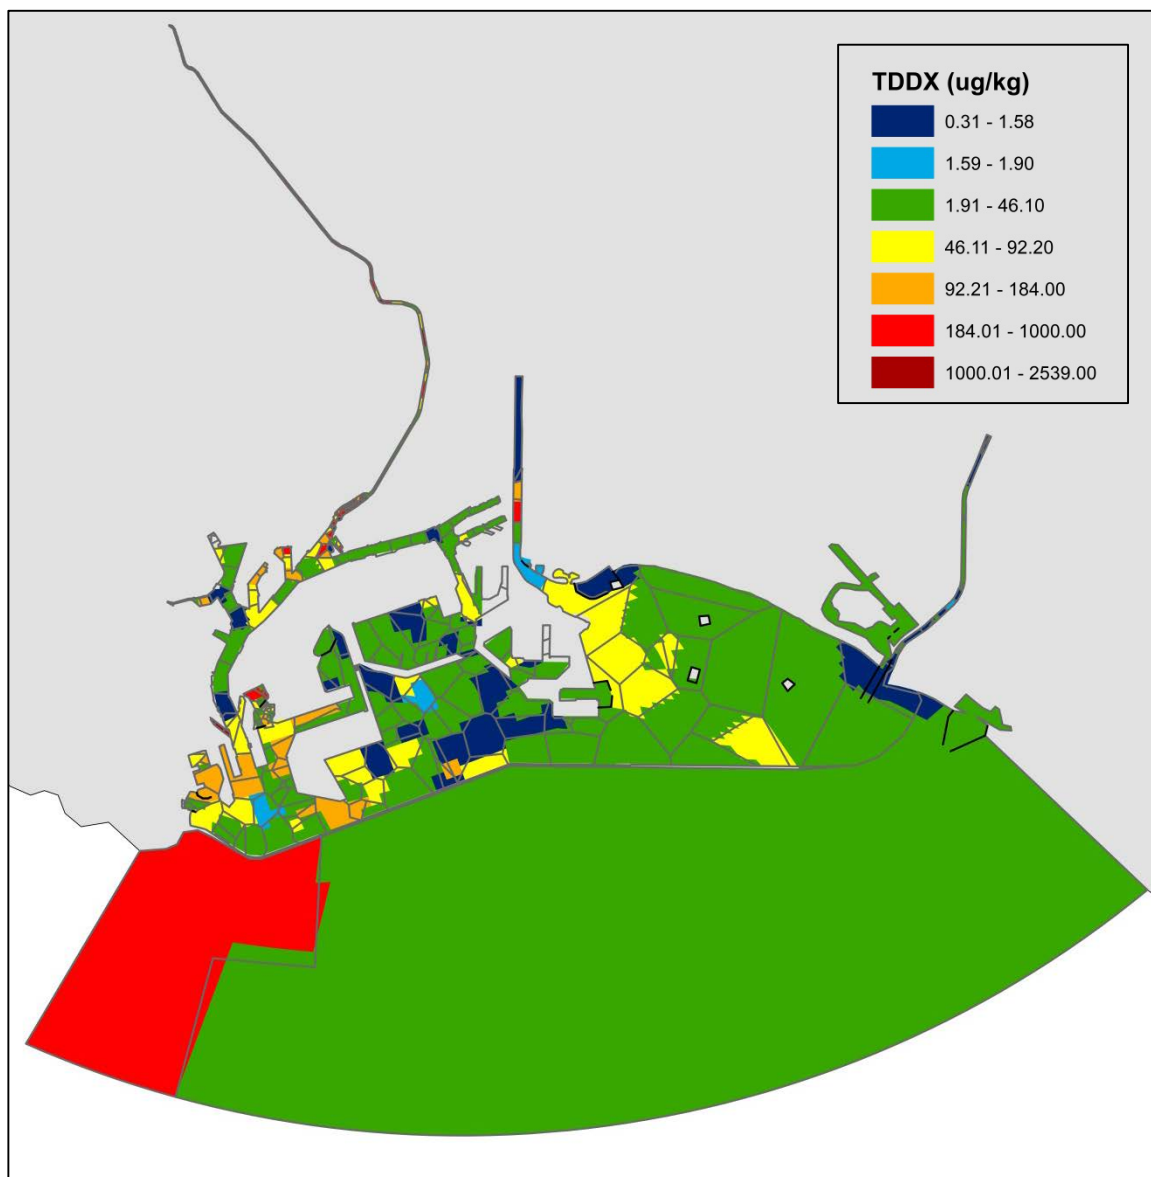 TDDX (ug/kg)
0.31 - 1.58
1.59 - 1.90
1.91 - 46.10
46.11 - 92.20
92.21 - 184.00
184.01 - 1000.00
1000.01 - 2539.00